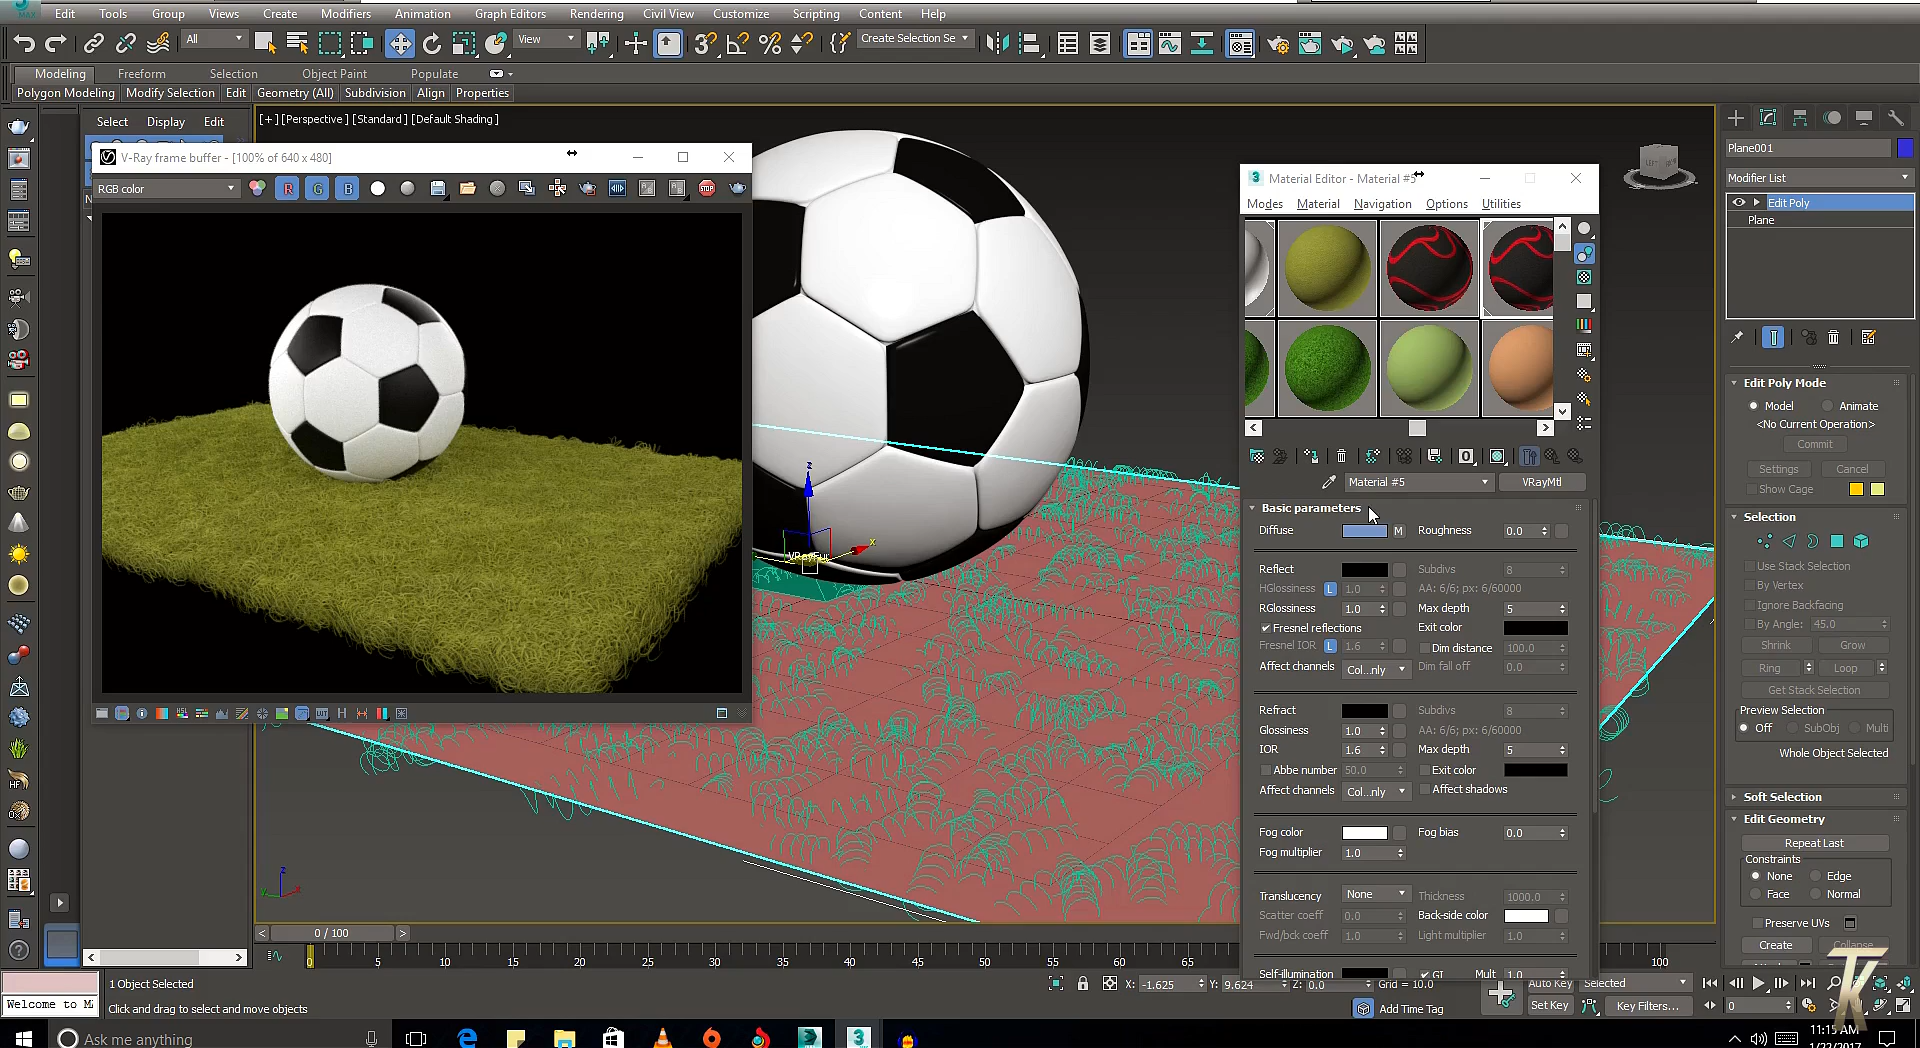 Edit Tools Group Views Create Modifiers Animation Graph Editors Rendering Civil View Customize Scripting Content Help
All View Create Selection Se
Modeling Freeform Selection Object Paint Populate
Polygon Modeling Modify Selection Edit Geometry (All) Subdivision Align Properties
Select Display Edit
[+] [Perspective] [Standard] [Default Shading]
V-Ray frame buffer - [100% of 640 x 480]
RGB color R G B
VRayFur
z
x
Material Editor - Material #5
Modes Material Navigation Options Utilities
Material #5 VRayMtl
Basic parameters
Diffuse M Roughness 0.0
Reflect Subdivs 8
HGlossiness L 1.0 AA: 6/6; px: 6/60000
RGlossiness 1.0 Max depth 5
Fresnel reflections Exit color
Fresnel IOR L 1.6 Dim distance 100.0
Affect channels Col...nly Dim fall off 0.0
Refract Subdivs 8
Glossiness 1.0 AA: 6/6; px: 6/60000
IOR 1.6 Max depth 5
Abbe number 50.0 Exit color
Affect channels Col...nly Affect shadows
Fog color Fog bias 0.0
Fog multiplier 1.0
Translucency None Thickness 1000.0
Scatter coeff 0.0 Back-side color
Fwd/bck coeff 1.0 Light multiplier 1.0
Self-illumination GI Mult 1.0
Plane001
Modifier List
Edit Poly
Plane
Edit Poly Mode
Model Animate
<No Current Operation>
Commit
Settings Cancel
Show Cage
Selection
Use Stack Selection
By Vertex
Ignore Backfacing
By Angle: 45.0
Shrink Grow
Ring Loop
Get Stack Selection
Preview Selection
Off SubObj Multi
Whole Object Selected
Soft Selection
Edit Geometry
Repeat Last
Constraints
None Edge
Face Normal
Preserve UVs
Create Collapse
TK
0 / 100
0 5 10 15 20 25 30 35 40 45 50 55 60 65 100
1 Object Selected X: -1.625 Y: 9.624 Z: 0.0 Grid = 10.0 Auto Key Selected
Welcome to M
Click and drag to select and move objects Add Time Tag Set Key Key Filters... 0
Ask me anything
11:15 AM
1/22/2017